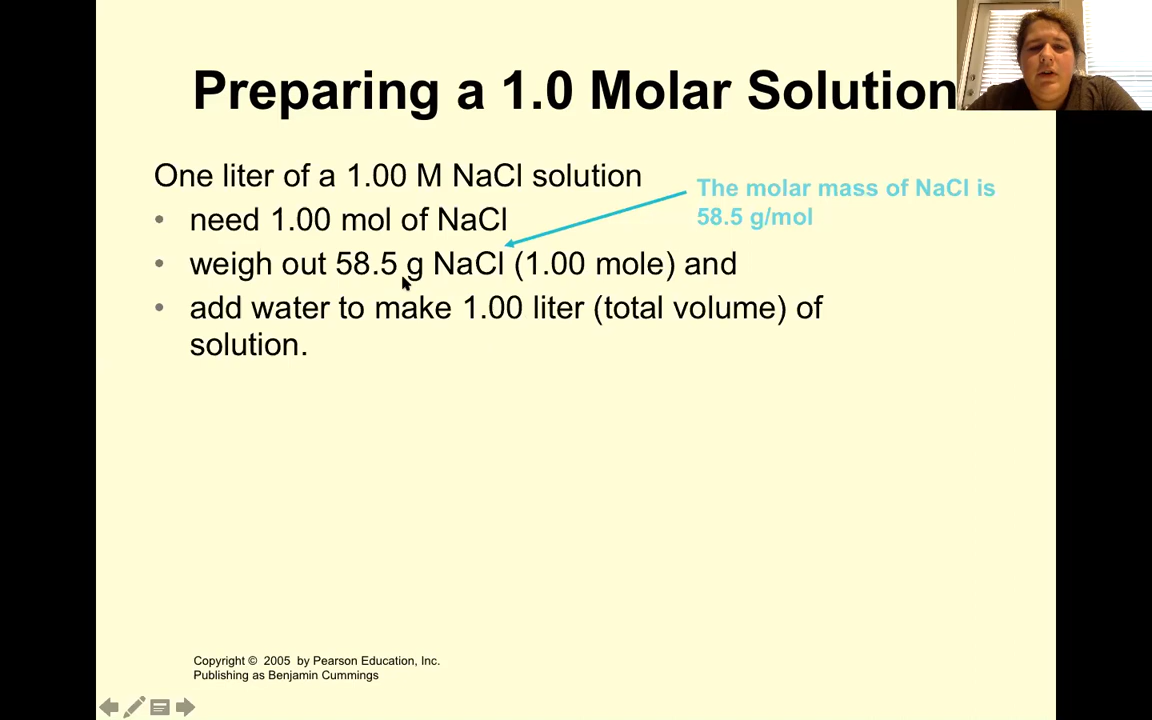 Preparing a 1.0 Molar Solution
One liter of a 1.00 M NaCl solution
The molar mass of NaCl is
58.5 g/mol
• need 1.00 mol of NaCl
• weigh out 58.5 g NaCl (1.00 mole) and
• add water to make 1.00 liter (total volume) of
solution.
Copyright © 2005 by Pearson Education, Inc.
Publishing as Benjamin Cummings